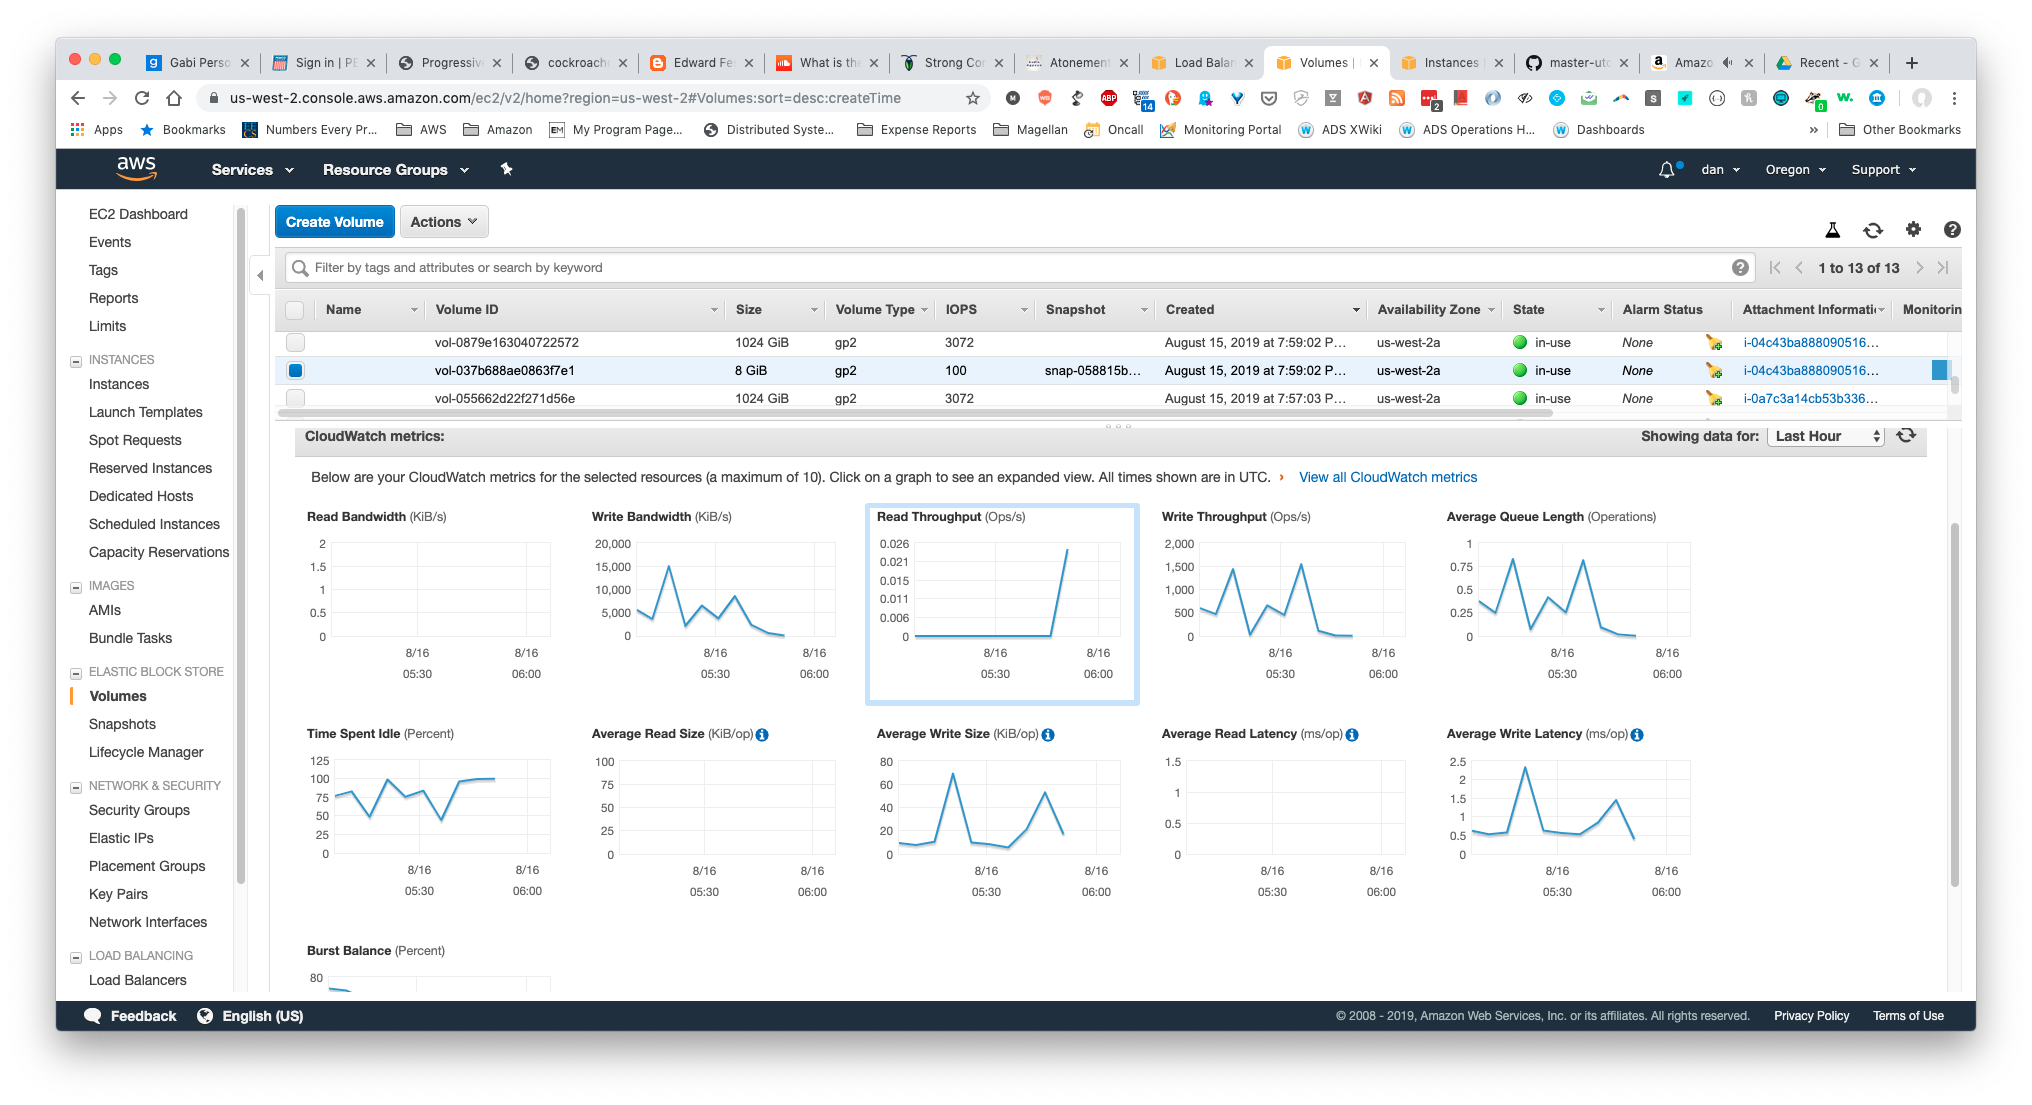 Gabi Perso
Sign in | PE
Progressive
cockroach
Edward Fe
What is the
Strong Cor
Atonement
Load Balan
Volumes |
Instances
master-uto
Amazo
Recent - G
us-west-2.console.aws.amazon.com/ec2/v2/home?region=us-west-2#Volumes:sort=desc:createTime
Apps Bookmarks Numbers Every Pr... AWS Amazon My Program Page... Distributed Syste... Expense Reports Magellan Oncall Monitoring Portal ADS XWiki ADS Operations H... Dashboards » Other Bookmarks
aws Services Resource Groups dan Oregon Support
EC2 Dashboard
Events
Tags
Reports
Limits
INSTANCES
Instances
Launch Templates
Spot Requests
Reserved Instances
Dedicated Hosts
Scheduled Instances
Capacity Reservations
IMAGES
AMIs
Bundle Tasks
ELASTIC BLOCK STORE
Volumes
Snapshots
Lifecycle Manager
NETWORK & SECURITY
Security Groups
Elastic IPs
Placement Groups
Key Pairs
Network Interfaces
LOAD BALANCING
Load Balancers
Create Volume Actions
Filter by tags and attributes or search by keyword
1 to 13 of 13
Name Volume ID Size Volume Type IOPS Snapshot Created Availability Zone State Alarm Status Attachment Informati Monitorin
vol-0879e163040722572 1024 GiB gp2 3072 August 15, 2019 at 7:59:02 P... us-west-2a in-use None i-04c43ba888090516...
vol-037b688ae0863f7e1 8 GiB gp2 100 snap-058815b... August 15, 2019 at 7:59:02 P... us-west-2a in-use None i-04c43ba888090516...
vol-055662d22f271d56e 1024 GiB gp2 3072 August 15, 2019 at 7:57:03 P... us-west-2a in-use None i-0a7c3a14cb53b336...
CloudWatch metrics: Showing data for: Last Hour
Below are your CloudWatch metrics for the selected resources (a maximum of 10). Click on a graph to see an expanded view. All times shown are in UTC. › View all CloudWatch metrics
Read Bandwidth (KiB/s)
2
1.5
1
0.5
0
8/16 8/16
05:30 06:00
Write Bandwidth (KiB/s)
20,000
15,000
10,000
5,000
0
8/16 8/16
05:30 06:00
Read Throughput (Ops/s)
0.026
0.021
0.015
0.011
0.006
0
8/16 8/16
05:30 06:00
Write Throughput (Ops/s)
2,000
1,500
1,000
500
0
8/16 8/16
05:30 06:00
Average Queue Length (Operations)
1
0.75
0.5
0.25
0
8/16 8/16
05:30 06:00
Time Spent Idle (Percent)
125
100
75
50
25
0
8/16 8/16
05:30 06:00
Average Read Size (KiB/op)
100
75
50
25
0
8/16 8/16
05:30 06:00
Average Write Size (KiB/op)
80
60
40
20
0
8/16 8/16
05:30 06:00
Average Read Latency (ms/op)
1.5
1
0.5
0
8/16 8/16
05:30 06:00
Average Write Latency (ms/op)
2.5
2
1.5
1
0.5
0
8/16 8/16
05:30 06:00
Burst Balance (Percent)
80
Feedback English (US) © 2008 - 2019, Amazon Web Services, Inc. or its affiliates. All rights reserved. Privacy Policy Terms of Use